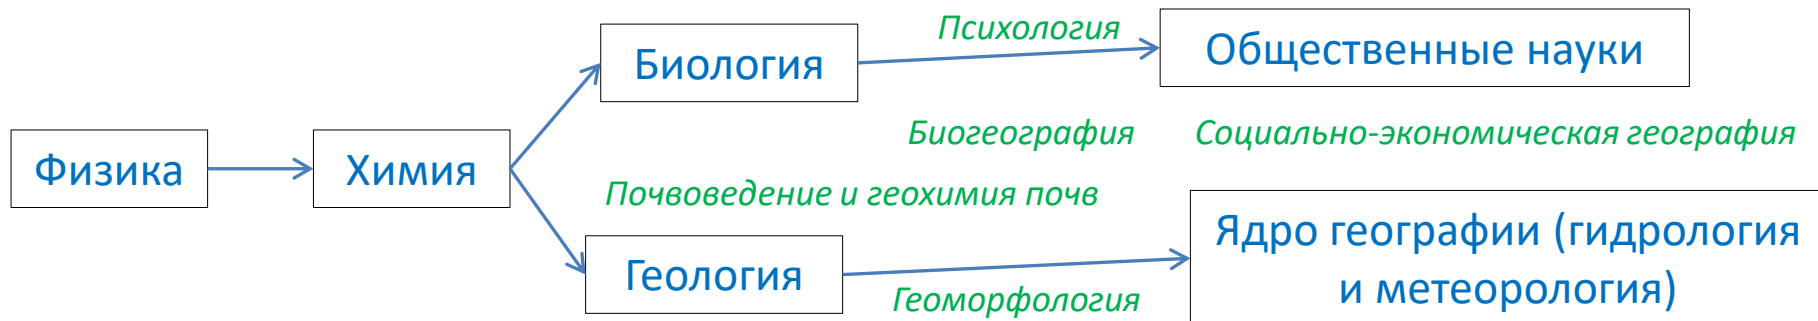 Психология
Биология
Общественные науки
Биогеография
Социально-экономическая география
Физика
Химия
Почвоведение и геохимия почв
Ядро географии (гидрология
и метеорология)
Геология
Геоморфология